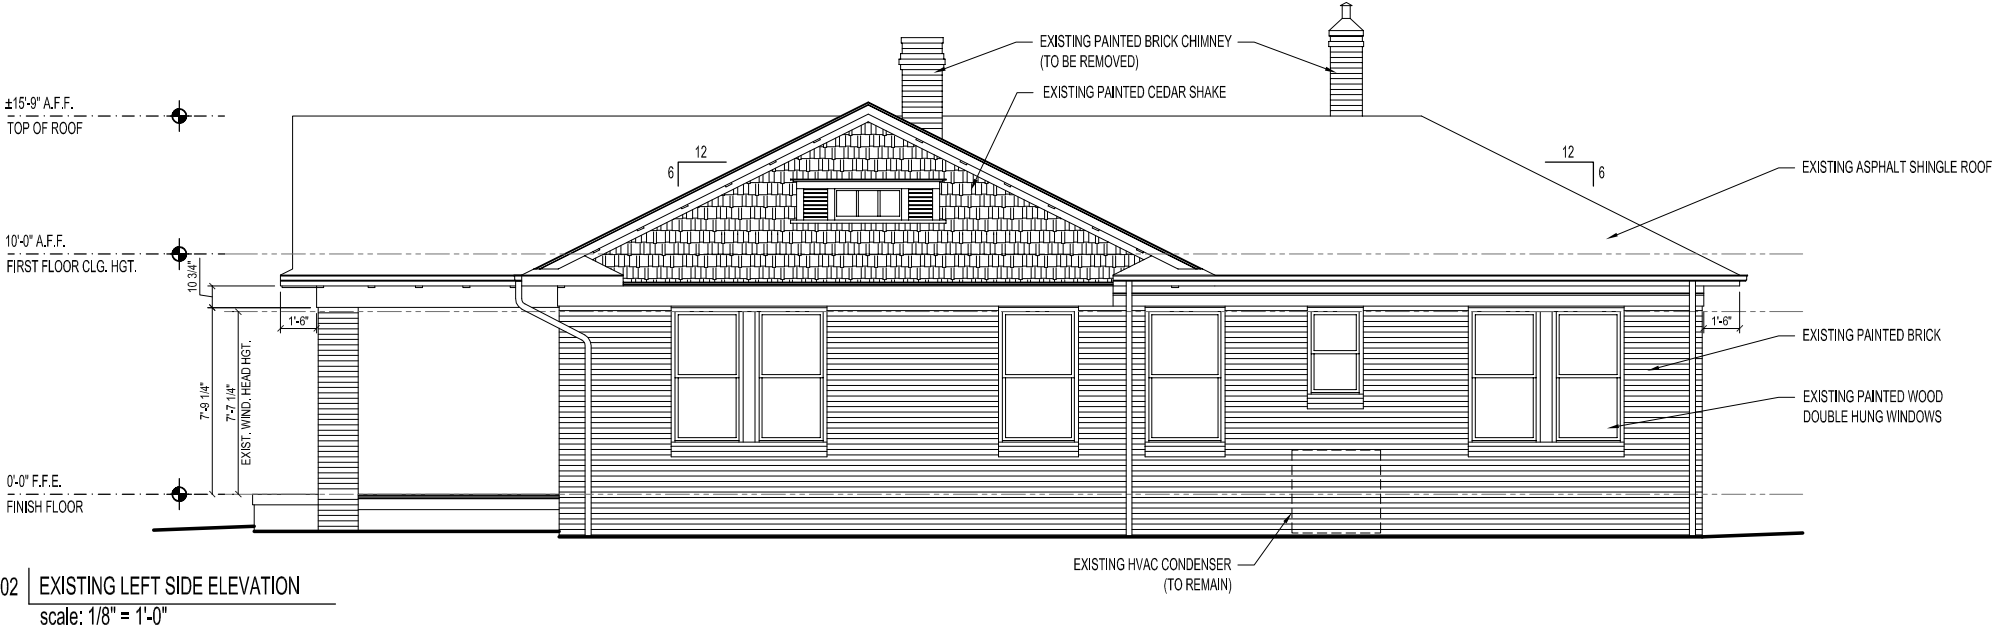 EXISTING PAINTED BRICK CHIMNEY
(TO BE REMOVED)
EXISTING PAINTED CEDAR SHAKE
±15'-9" A.F.F.
TOP OF ROOF
12
6
12
6
EXISTING ASPHALT SHINGLE ROOF
10'-0" A.F.F.
FIRST FLOOR CLG. HGT.
10 3/4"
1'-6"
1'-6"
EXISTING PAINTED BRICK
7'-9 1/4"
7'-7 1/4"
EXIST. WIND. HEAD HGT.
EXISTING PAINTED WOOD
DOUBLE HUNG WINDOWS
0'-0" F.F.E.
FINISH FLOOR
EXISTING HVAC CONDENSER
(TO REMAIN)
02
EXISTING LEFT SIDE ELEVATION
scale: 1/8" = 1'-0"